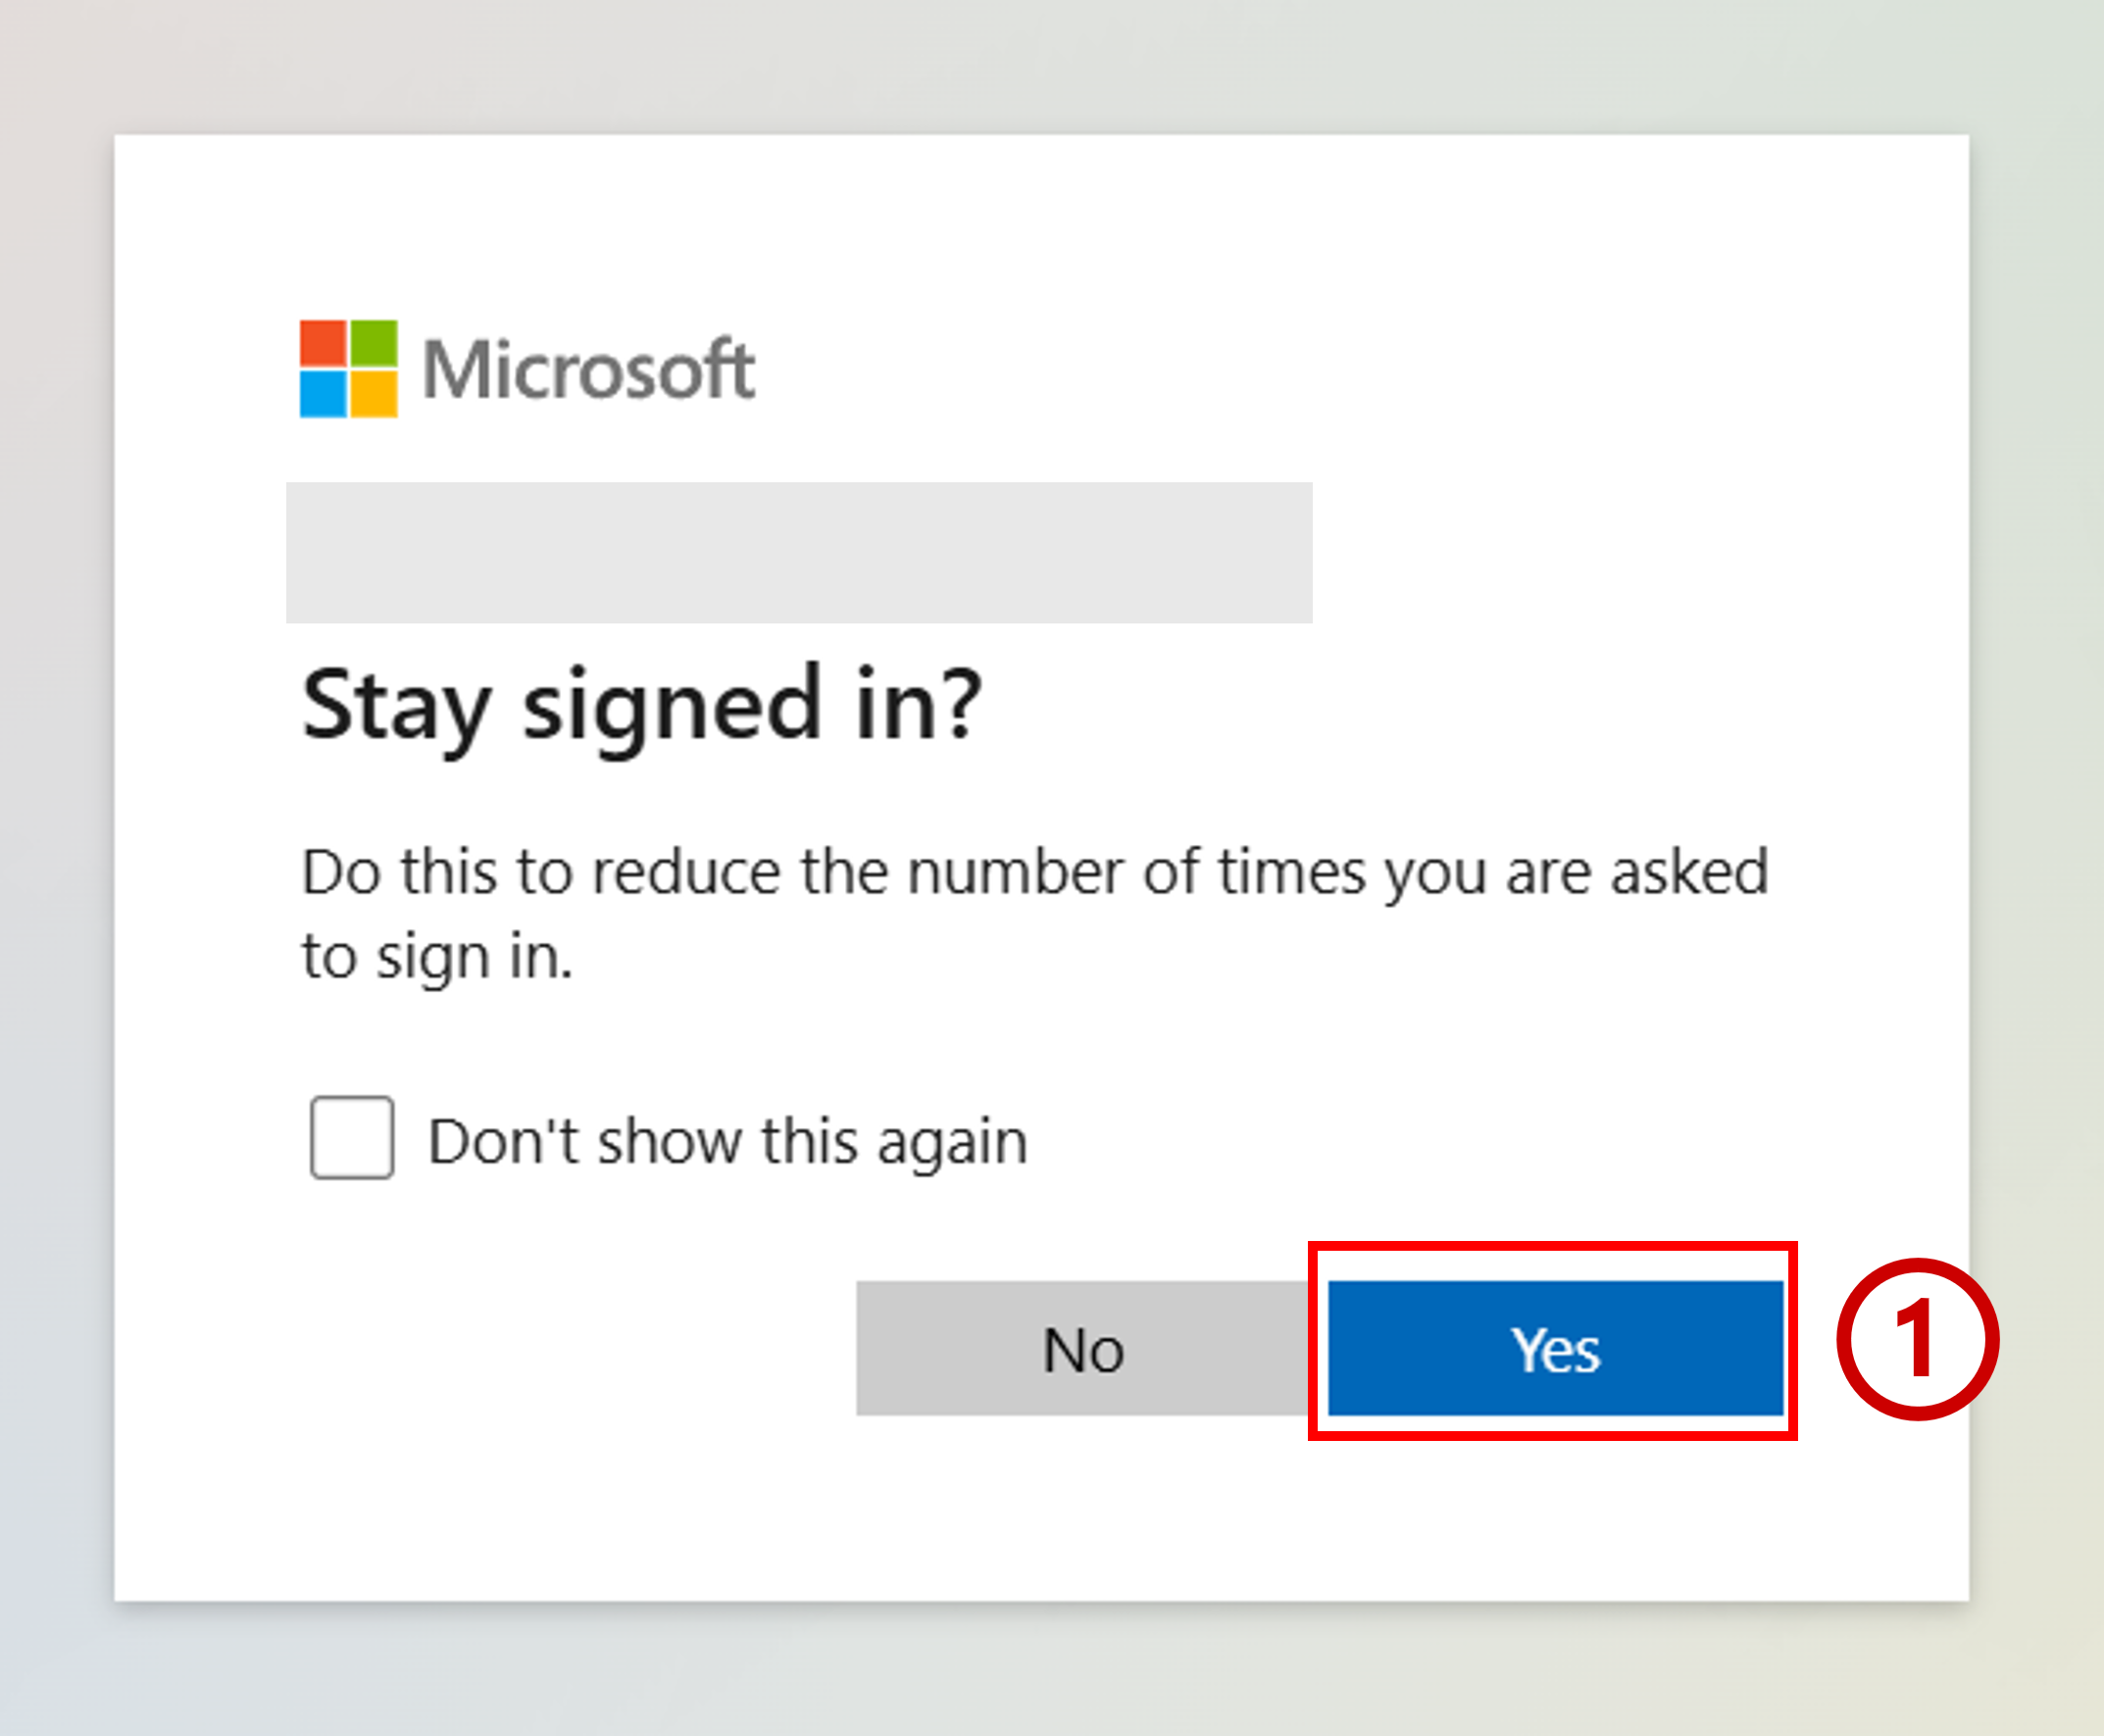 Microsoft
Stay signed in?
Do this to reduce the number of times you are asked
to sign in.
Don't show this again
No
Yes
1